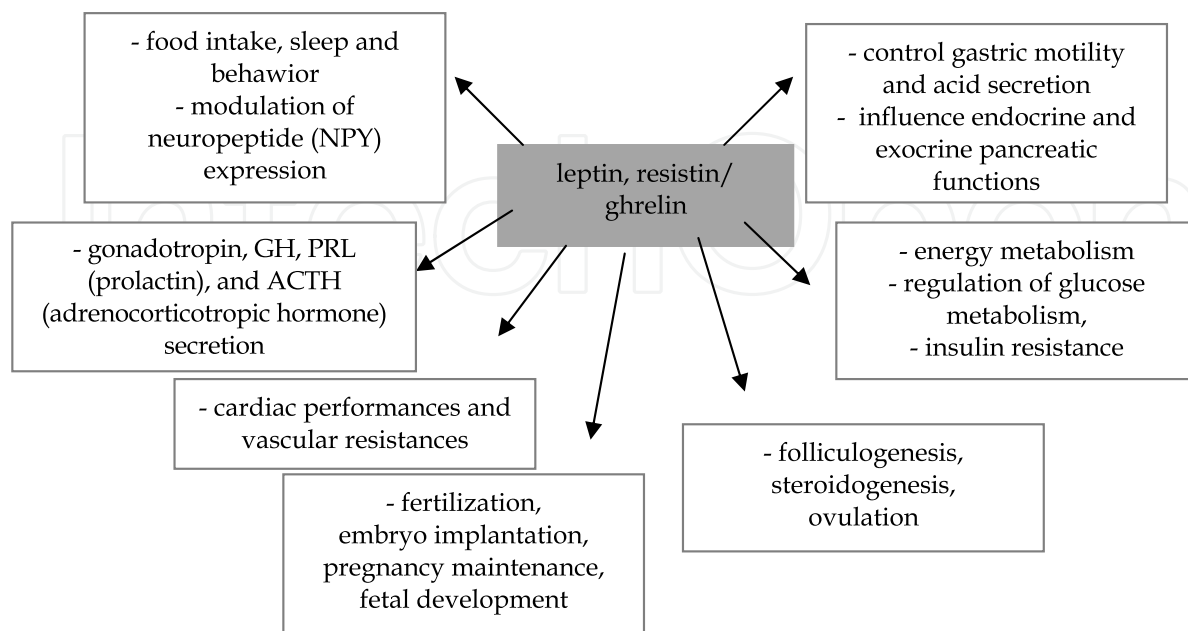 - food intake, sleep and
behawior
- modulation of
neuropeptide (NPY)
expression
- control gastric motility
and acid secretion
- influence endocrine and
exocrine pancreatic
functions
leptin, resistin/
ghrelin
- gonadotropin, GH, PRL
(prolactin), and ACTH
(adrenocorticotropic hormone)
secretion
- energy metabolism
- regulation of glucose
metabolism,
- insulin resistance
- cardiac performances and
vascular resistances
- folliculogenesis,
steroidogenesis,
ovulation
- fertilization,
embryo implantation,
pregnancy maintenance,
fetal development